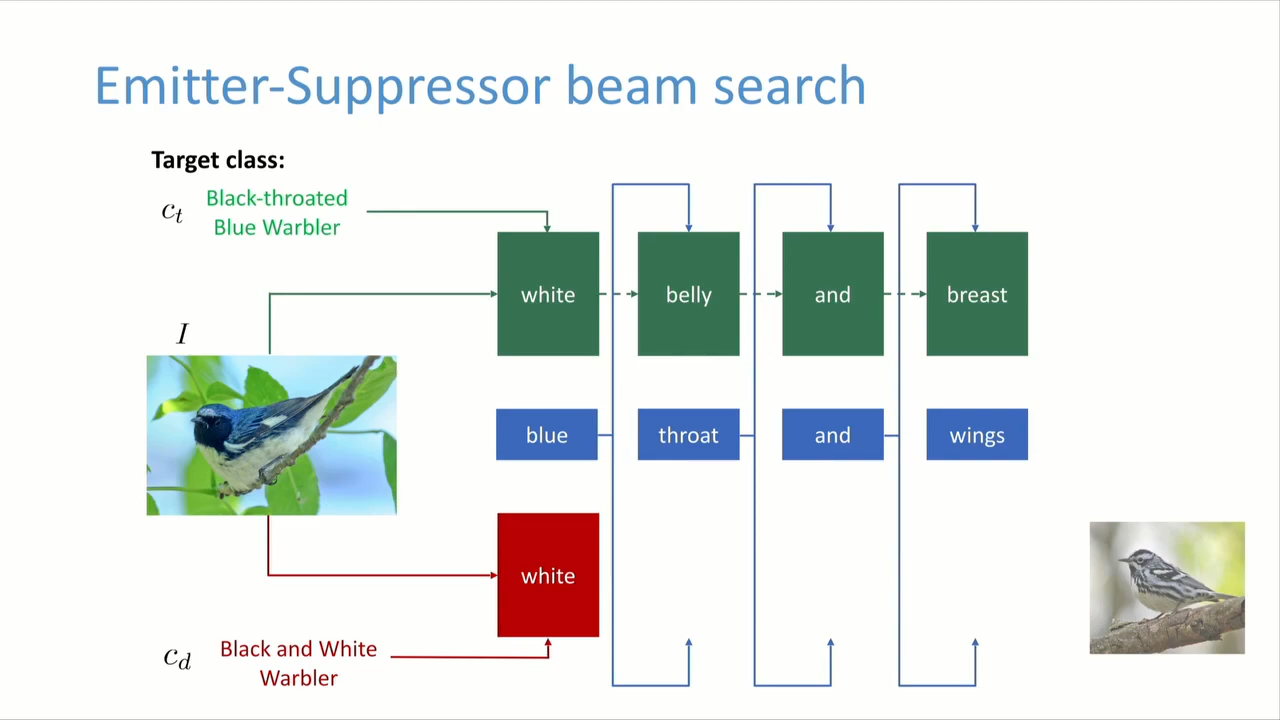 Emitter-Suppressor beam search
Target class:
c_t
Black-throated
Blue Warbler
I
white
belly
and
breast
blue
throat
and
wings
white
c_d
Black and White
Warbler